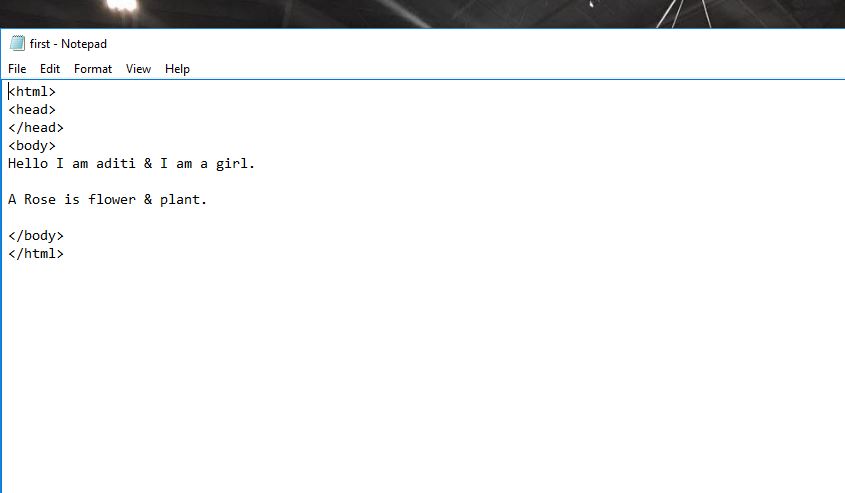 first - Notepad
File Edit Format View Help
<html>
<head>
</head>
<body>
Hello I am aditi & I am a girl.
A Rose is flower & plant.
</body>
</html>